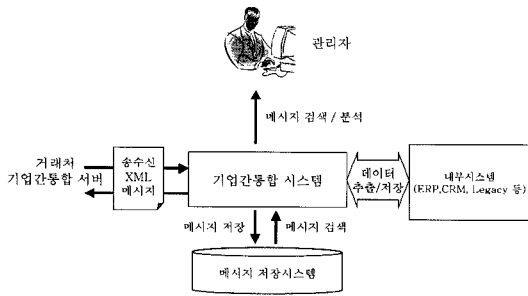 관리자
메시지 검색 / 분석
거래처
기업간통합 서버
송수신
XML
메시지
기업간통합 시스템
데이터
추출/저장
내부시스템
(ERP,CRM, Legacy 등)
메시지 저장
메시지 검색
메시지 저장시스템